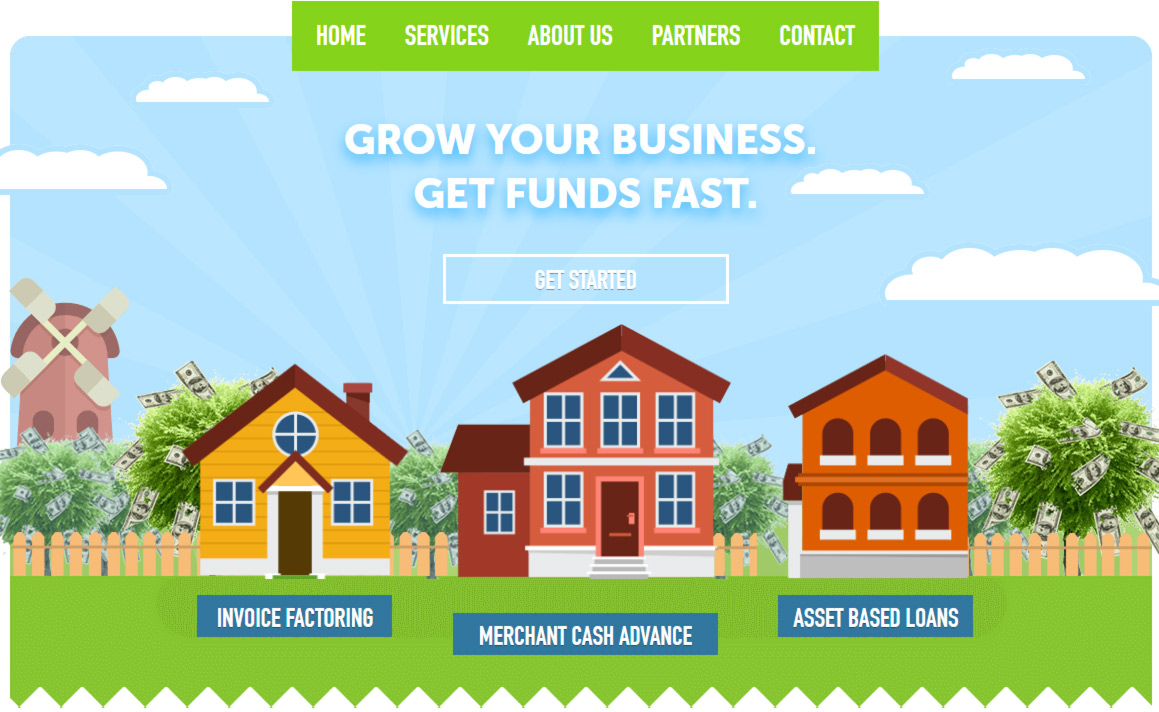 HOME SERVICES ABOUT US PARTNERS CONTACT
GROW YOUR BUSINESS.
GET FUNDS FAST.
GET STARTED
INVOICE FACTORING
MERCHANT CASH ADVANCE
ASSET BASED LOANS